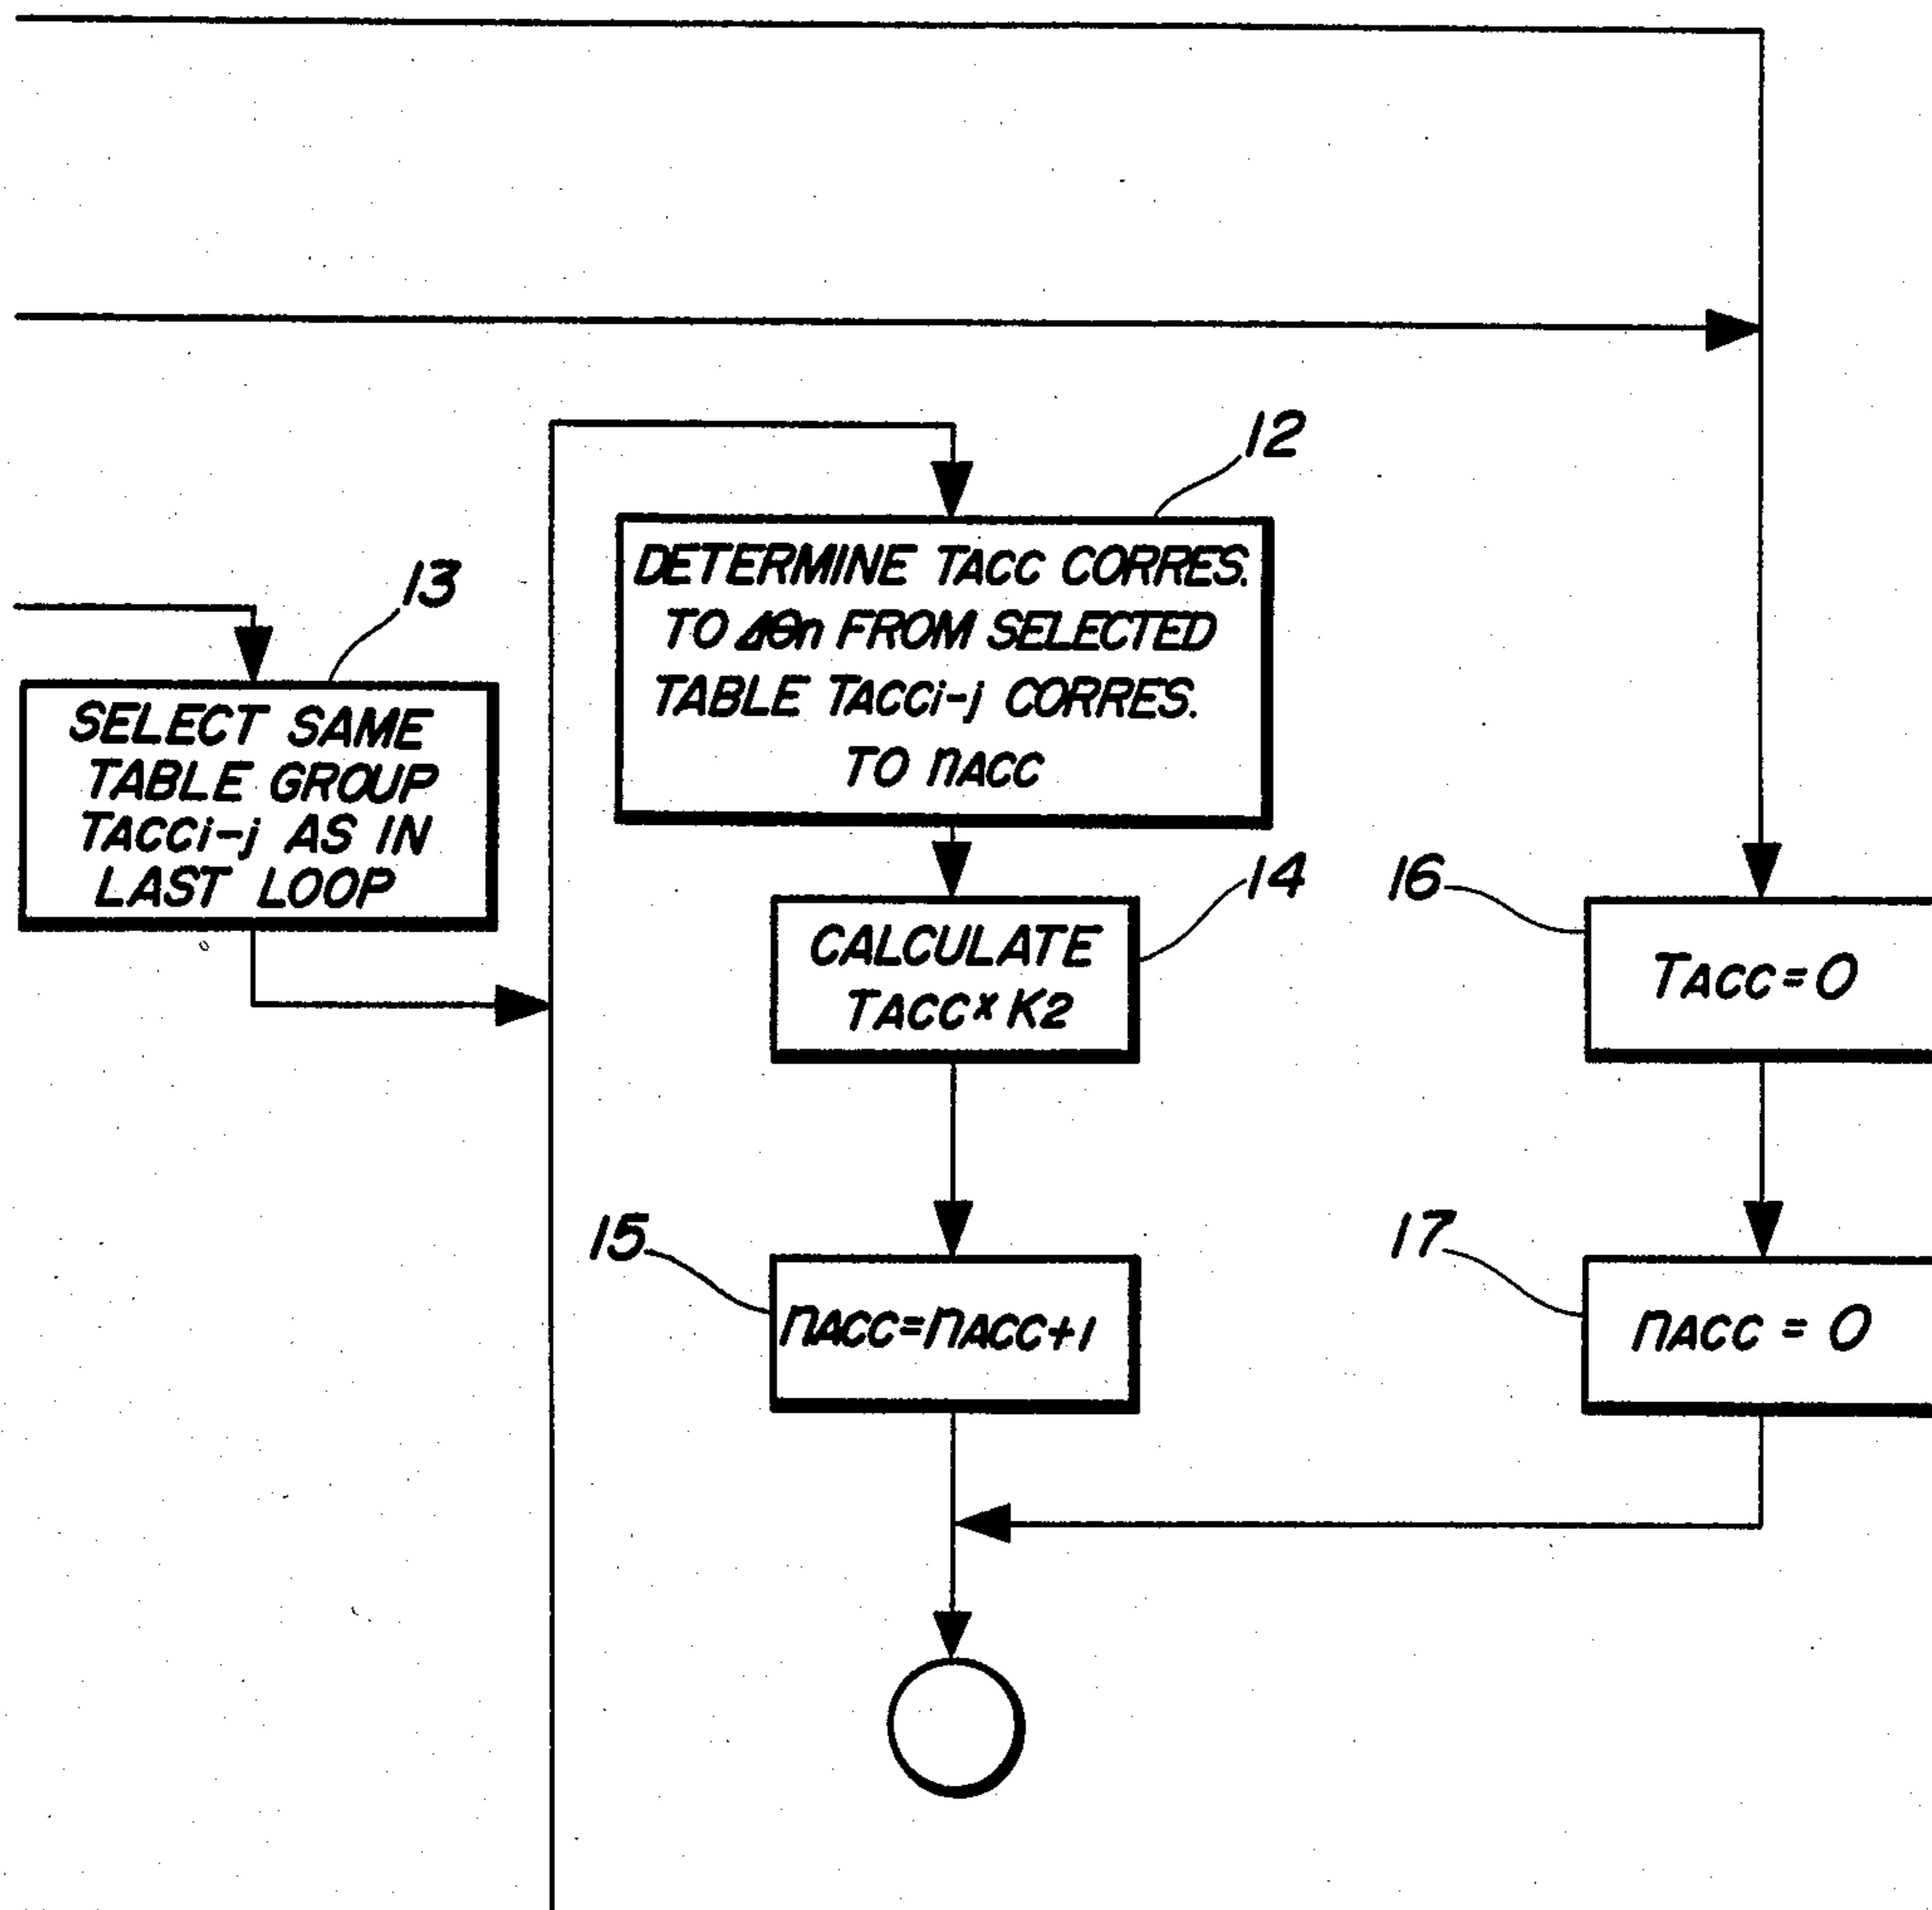 12
DETERMINE TACC CORRES.
TO Δθn FROM SELECTED
TABLE TACCi-j CORRES.
TO nACC
13
SELECT SAME
TABLE GROUP
TACCi-j AS IN
LAST LOOP
14
CALCULATE
TACC×K2
16
TACC=0
15
nACC=nACC+1
17
nACC=0